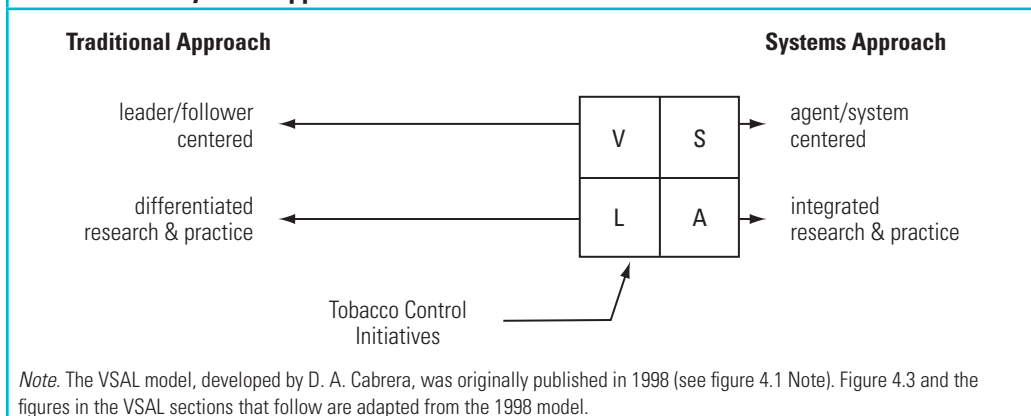 Traditional Approach
Systems Approach
leader/follower
centered
V
S
agent/system
centered
differentiated
research & practice
L
A
integrated
research & practice
Tobacco Control
Initiatives
Note. The VSAL model, developed by D. A. Cabrera, was originally published in 1998 (see figure 4.1 Note). Figure 4.3 and the
figures in the VSAL sections that follow are adapted from the 1998 model.